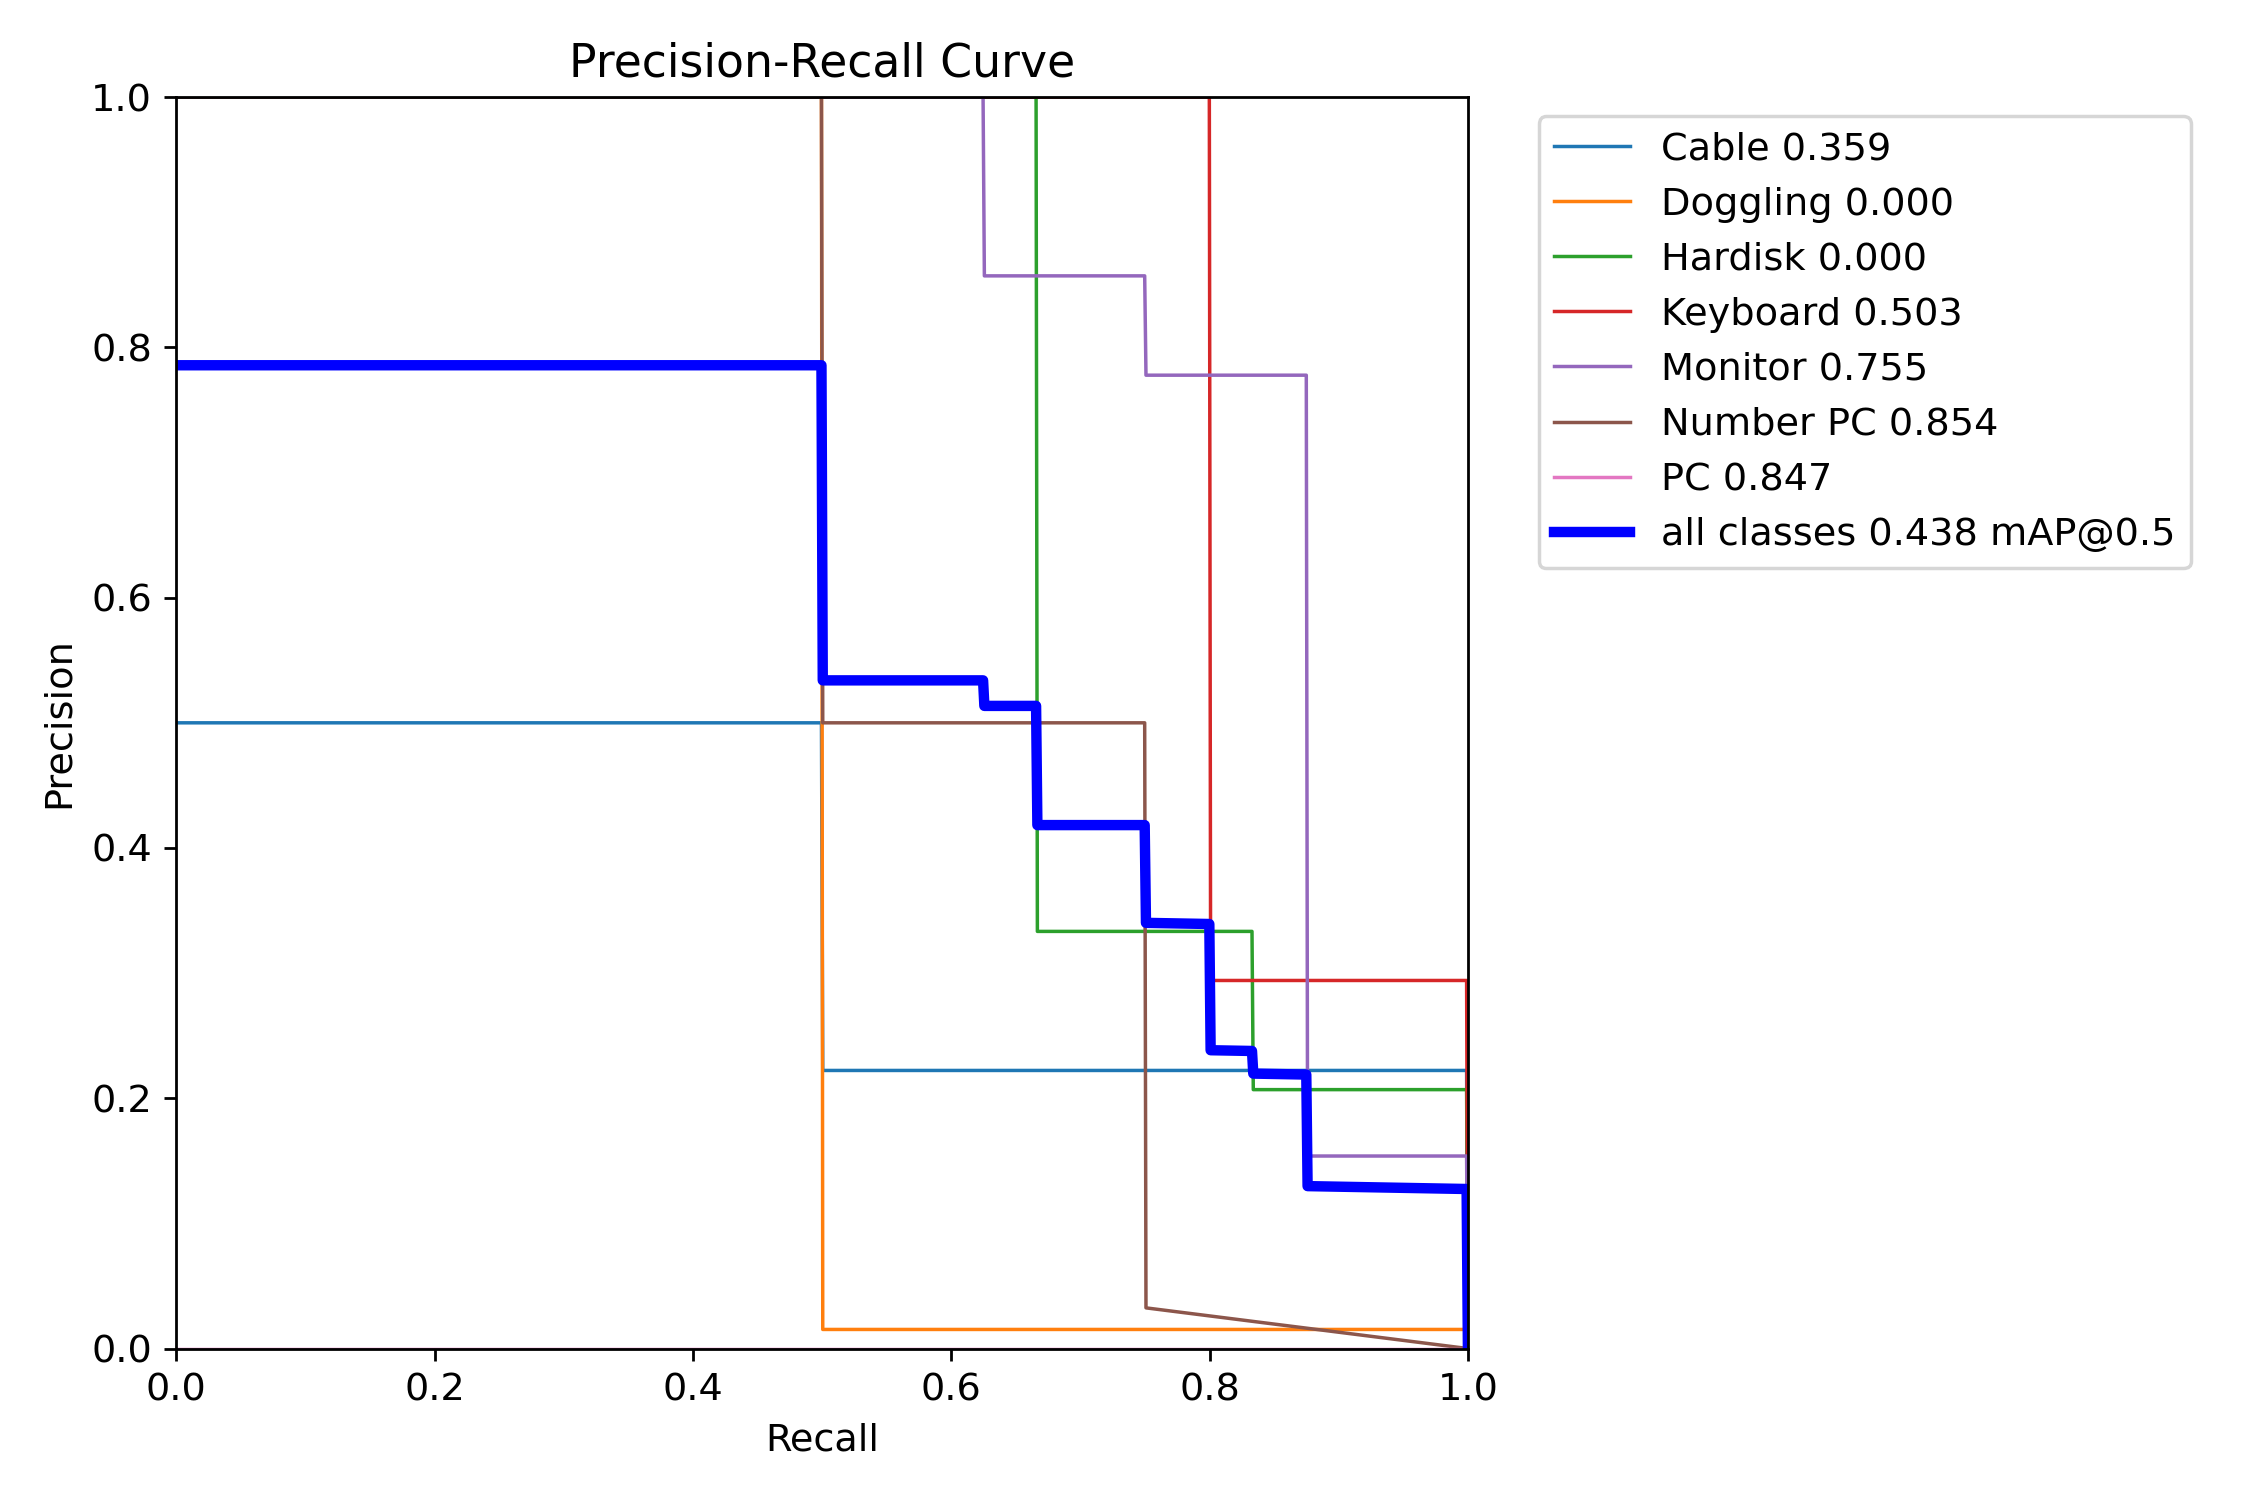 Precision-Recall Curve
1.0
0.8
0.6
0.4
0.2
0.0
Precision
0.0 0.2 0.4 0.6 0.8 1.0
Recall
Cable 0.359
Doggling 0.000
Hardisk 0.000
Keyboard 0.503
Monitor 0.755
Number PC 0.854
PC 0.847
all classes 0.438 mAP@0.5